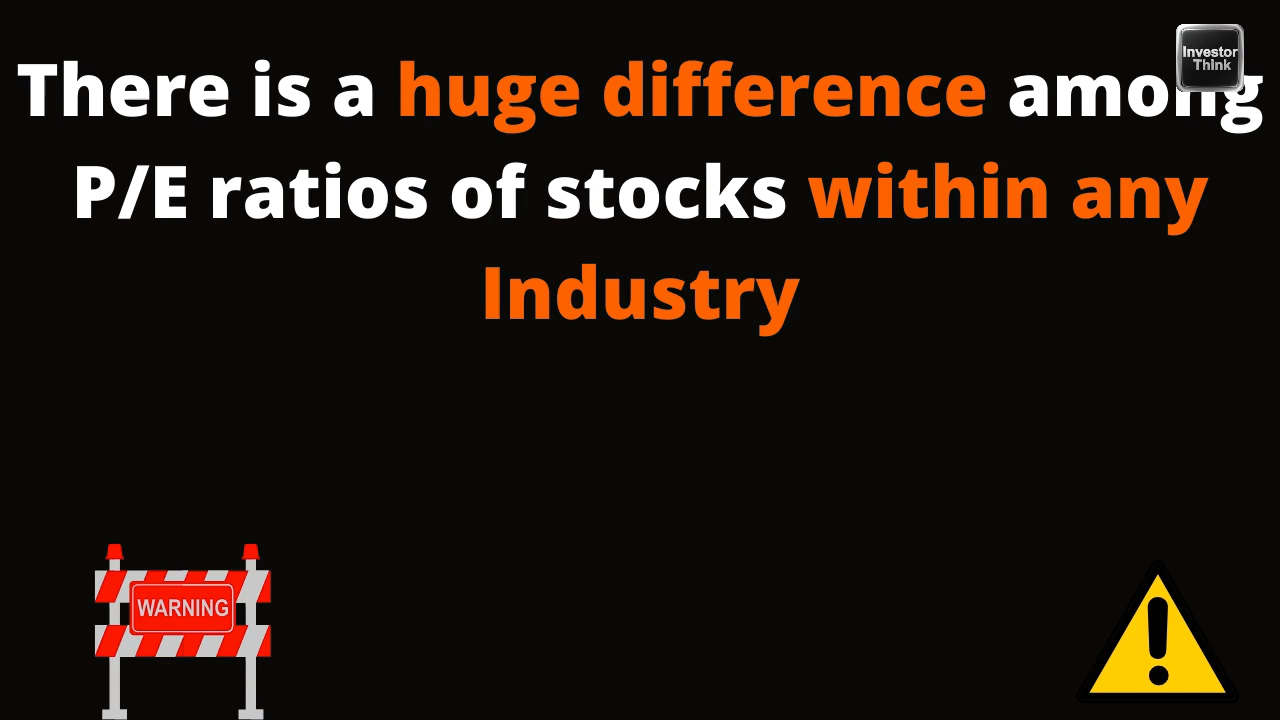 Investor
Think
There is a huge difference among
P/E ratios of stocks within any
Industry
WARNING